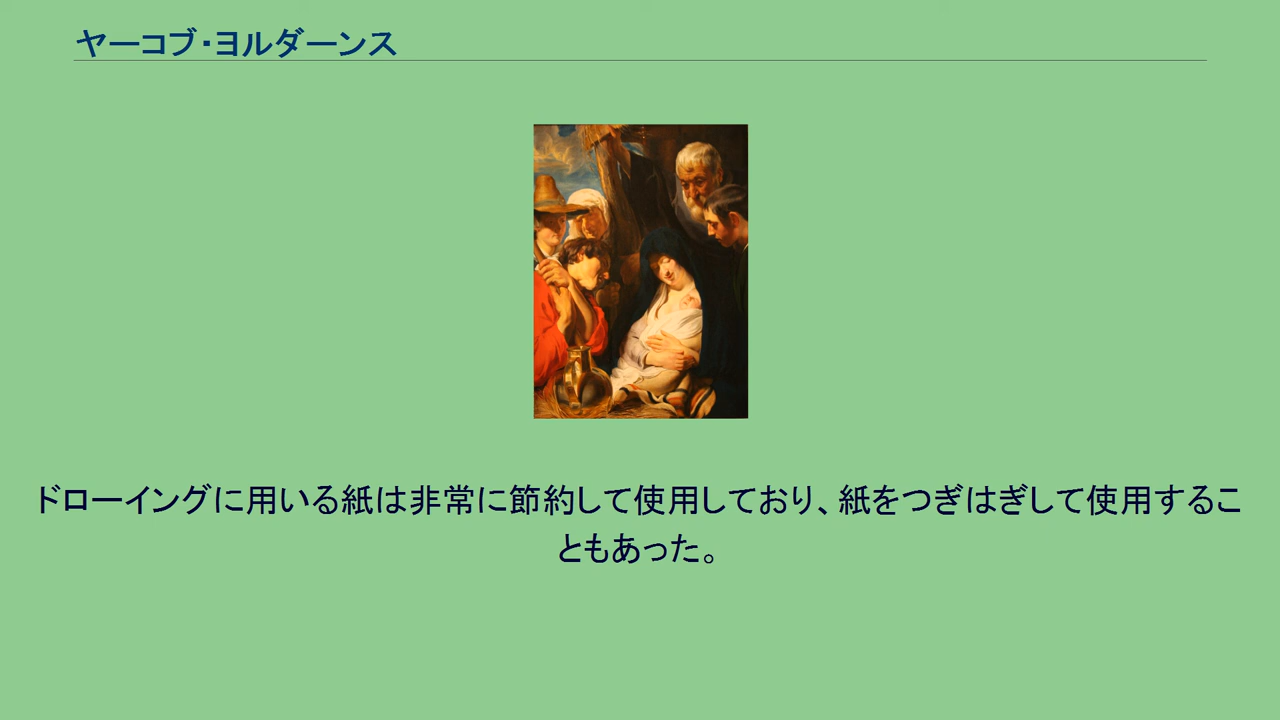 ヤーコブ・ヨルダーンス
ドローイングに用いる紙は非常に節約して使用しており、紙をつぎはぎして使用するこ
ともあった。